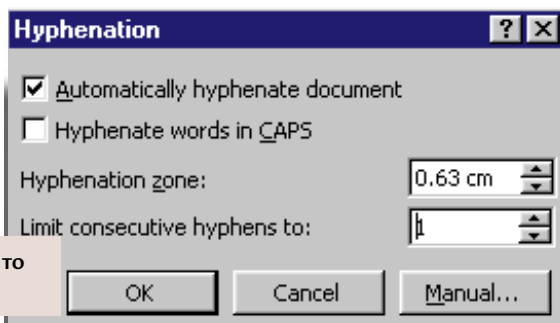 Hyphenation
Automatically hyphenate document
Hyphenate words in CAPS
Hyphenation zone: 0.63 cm
Limit consecutive hyphens to: 1
TO
OK Cancel Manual...